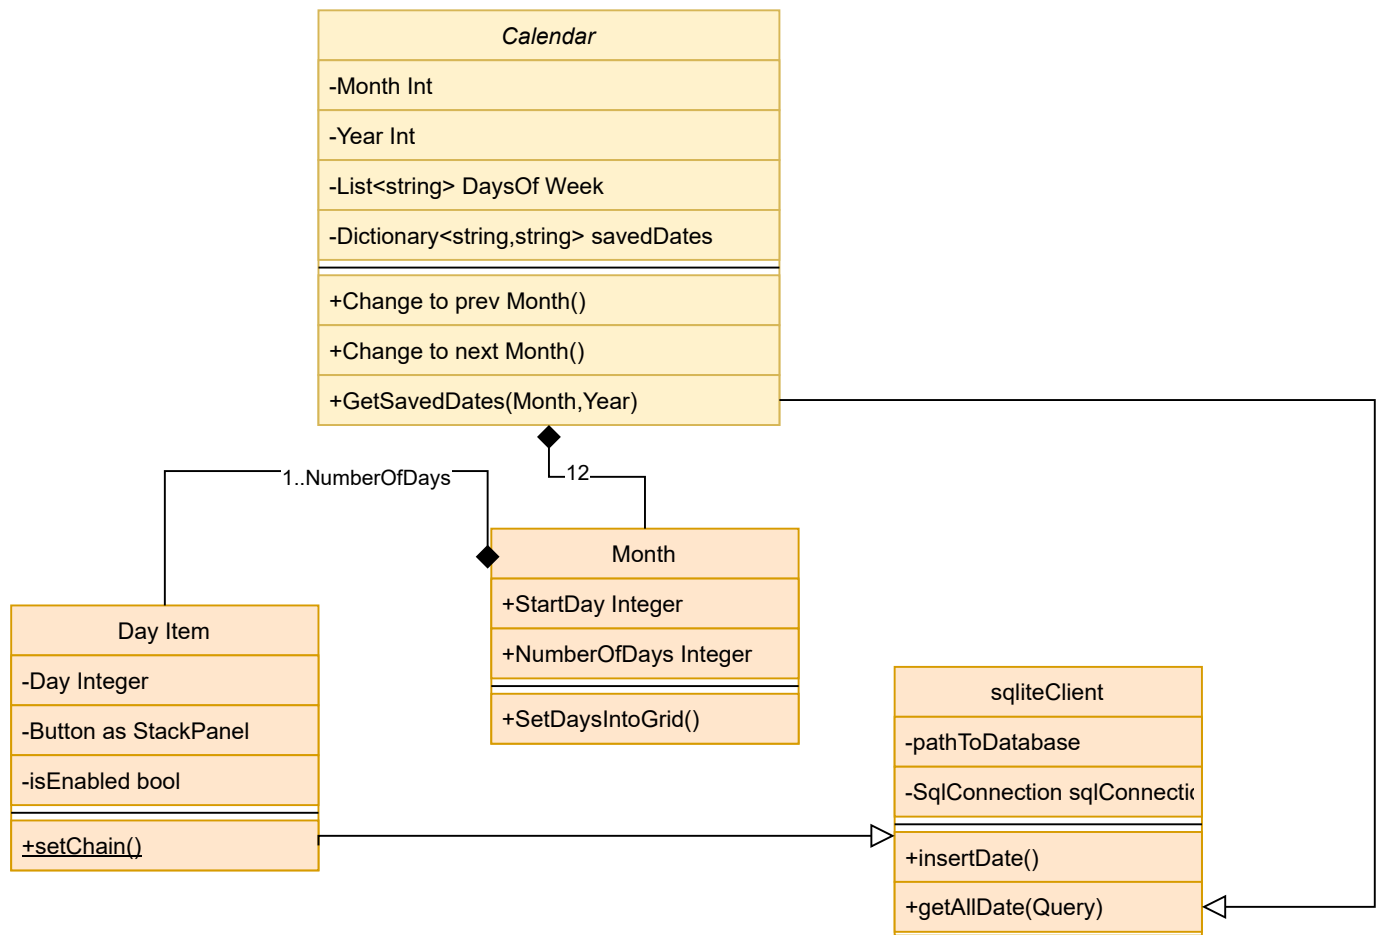 Calendar
-Month Int
-Year Int
-List<string> DaysOf Week
-Dictionary<string,string> savedDates
+Change to prev Month()
+Change to next Month()
+GetSavedDates(Month,Year)
1..NumberOfDays
12
Month
+StartDay Integer
+NumberOfDays Integer
+SetDaysIntoGrid()
Day Item
-Day Integer
-Button as StackPanel
-isEnabled bool
+setChain()
sqliteClient
-pathToDatabase
-SqlConnection
+insertDate()
+getAllDate(Query)